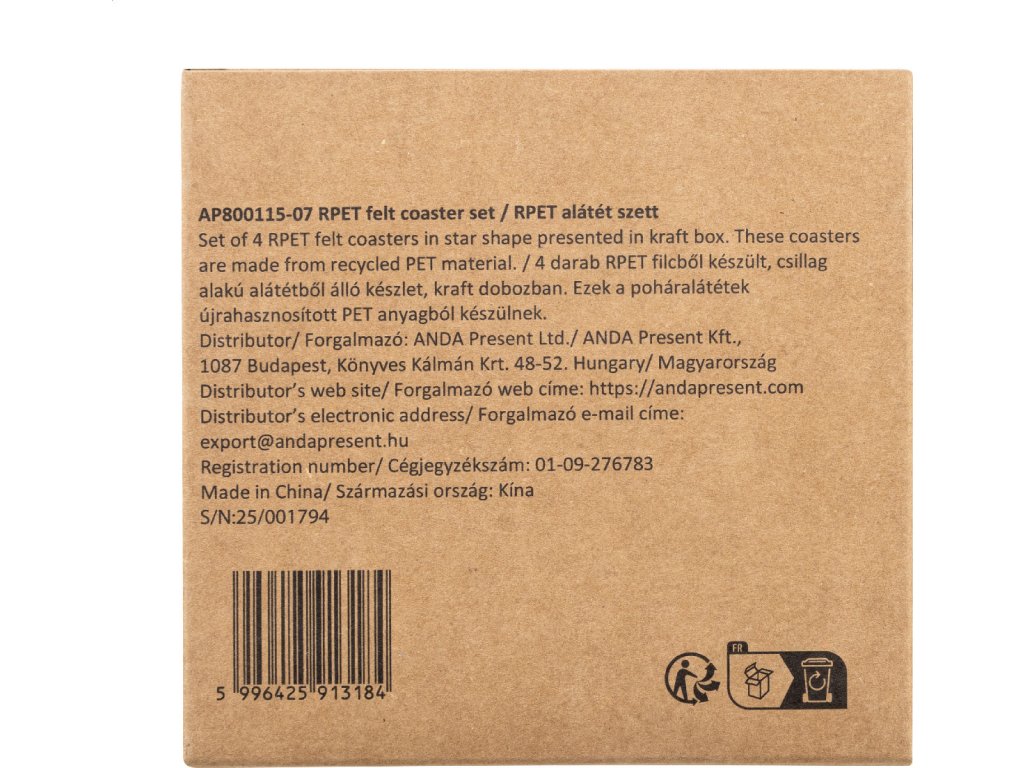 AP800115-07 RPET felt coaster set / RPET alátét szett
Set of 4 RPET felt coasters in star shape presented in kraft box. These coasters
are made from recycled PET material. / 4 darab RPET filcből készült, csillag
alakú alátétből álló készlet, kraft dobozban. Ezek a poháralátétek
újrahasznosított PET anyagból készülnek.
Distributor/ Forgalmazó: ANDA Present Ltd./ ANDA Present Kft.,
1087 Budapest, Könyves Kálmán Krt. 48-52. Hungary/ Magyarország
Distributor’s web site/ Forgalmazó web címe: https://andapresent.com
Distributor’s electronic address/ Forgalmazó e-mail címe:
export@andapresent.hu
Registration number/ Cégjegyzékszám: 01-09-276783
Made in China/ Származási ország: Kína
S/N:25/001794
FR
5 996425 913184